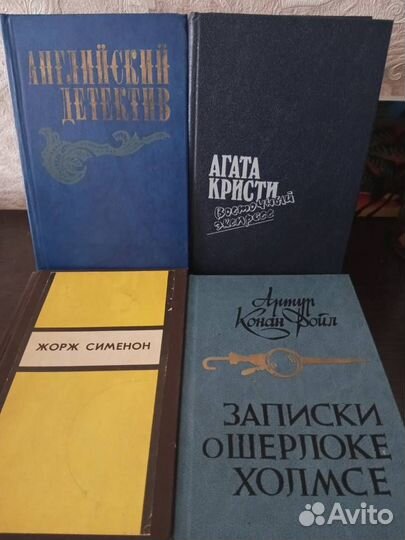 АНГЛИЙСКИЙ
ДЕТЕКТИВ
АГАТА
КРИСТИ
Восточный
экспресс
ЖОРЖ СИМЕНОН
Артур
Конан Дойл
ЗАПИСКИ
О ШЕРЛОКЕ
ХОЛМСЕ
Avito